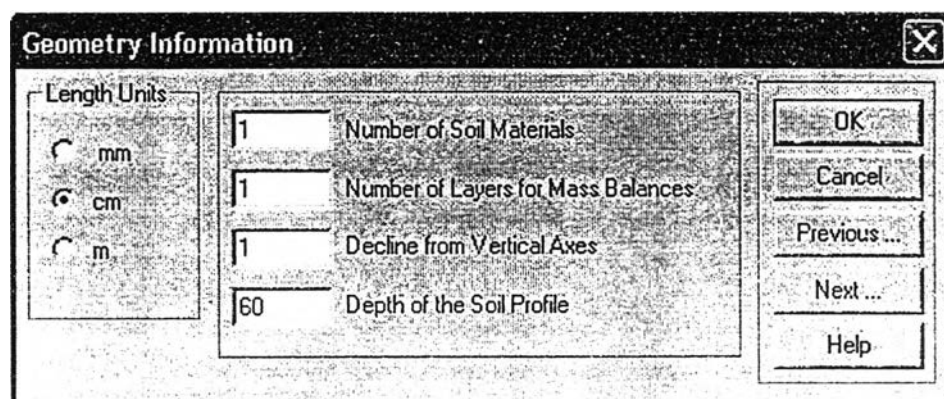 Geometry Information
Length Units
mm
cm
m
1 Number of Soil Materials
1 Number of Layers for Mass Balances
1 Decline from Vertical Axes
60 Depth of the Soil Profile
OK
Cancel
Previous ...
Next ...
Help